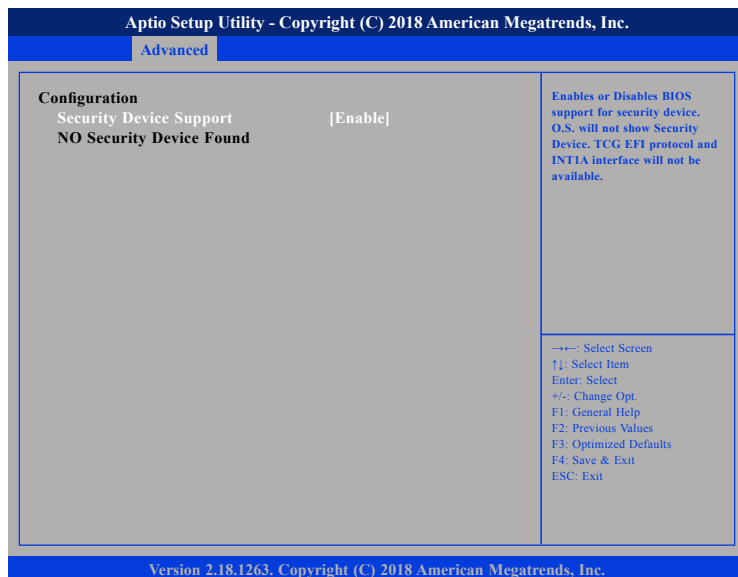 Aptio Setup Utility - Copyright (C) 2018 American Megatrends, Inc.
Advanced
Configuration
Security Device Support [Enable]
NO Security Device Found
Enables or Disables BIOS
support for security device.
O.S. will not show Security
Device. TCG EFI protocol and
INT1A interface will not be
available.
→←: Select Screen
↑↓: Select Item
Enter: Select
+/-: Change Opt.
F1: General Help
F2: Previous Values
F3: Optimized Defaults
F4: Save & Exit
ESC: Exit
Version 2.18.1263. Copyright (C) 2018 American Megatrends, Inc.